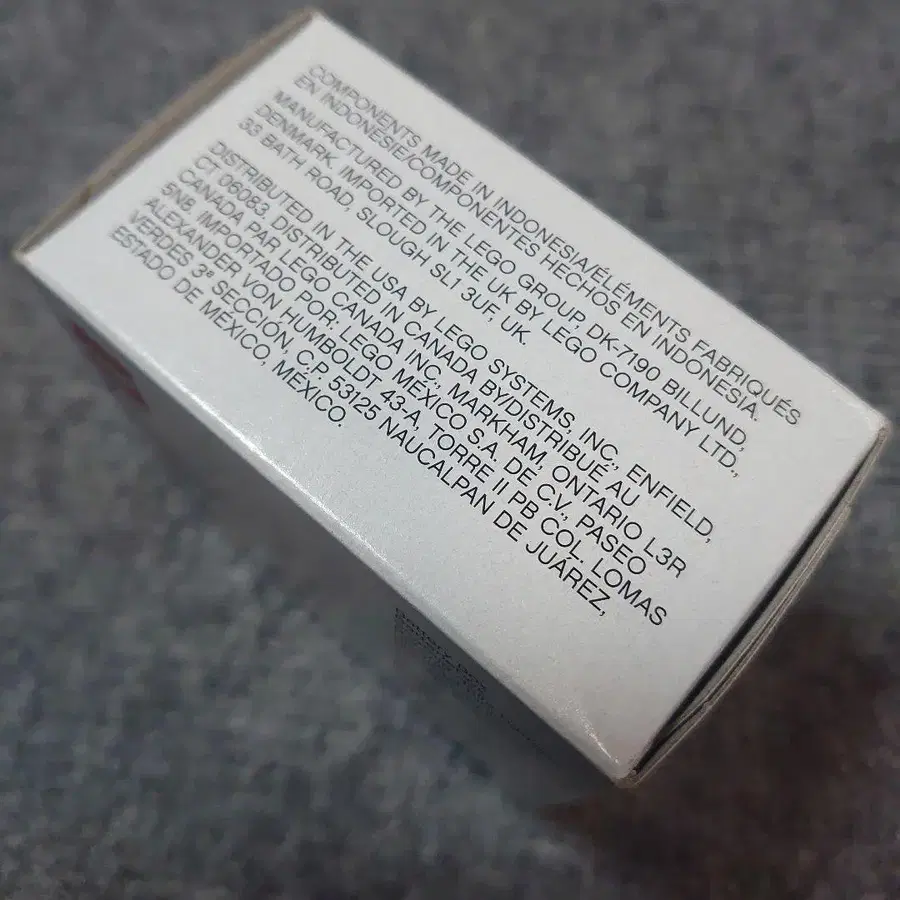 COMPONENTS MADE IN INDONESIA/ÉLÉMENTS FABRIQUÉS
EN INDONÉSIE/COMPONENTES HECHOS EN INDONESIA.
MANUFACTURED BY THE LEGO GROUP, DK-7190 BILLUND,
DENMARK. IMPORTED IN THE UK BY LEGO COMPANY LTD.,
33 BATH ROAD, SLOUGH SL1 3UF, UK.
DISTRIBUTED IN THE USA BY LEGO SYSTEMS, INC., ENFIELD,
CT 06083. DISTRIBUTED IN CANADA BY/DISTRIBUÉ AU
CANADA PAR LEGO CANADA INC., MARKHAM, ONTARIO L3R
5N8. IMPORTADO POR: LEGO MÉXICO S.A. DE C.V., PASEO
ALEXANDER VON HUMBOLDT 43-A, TORRE II PB COL. LOMAS
VERDES 3ª SECCIÓN, C.P. 53125 NAUCALPAN DE JUÁREZ,
ESTADO DE MÉXICO, MÉXICO.
Battery Box